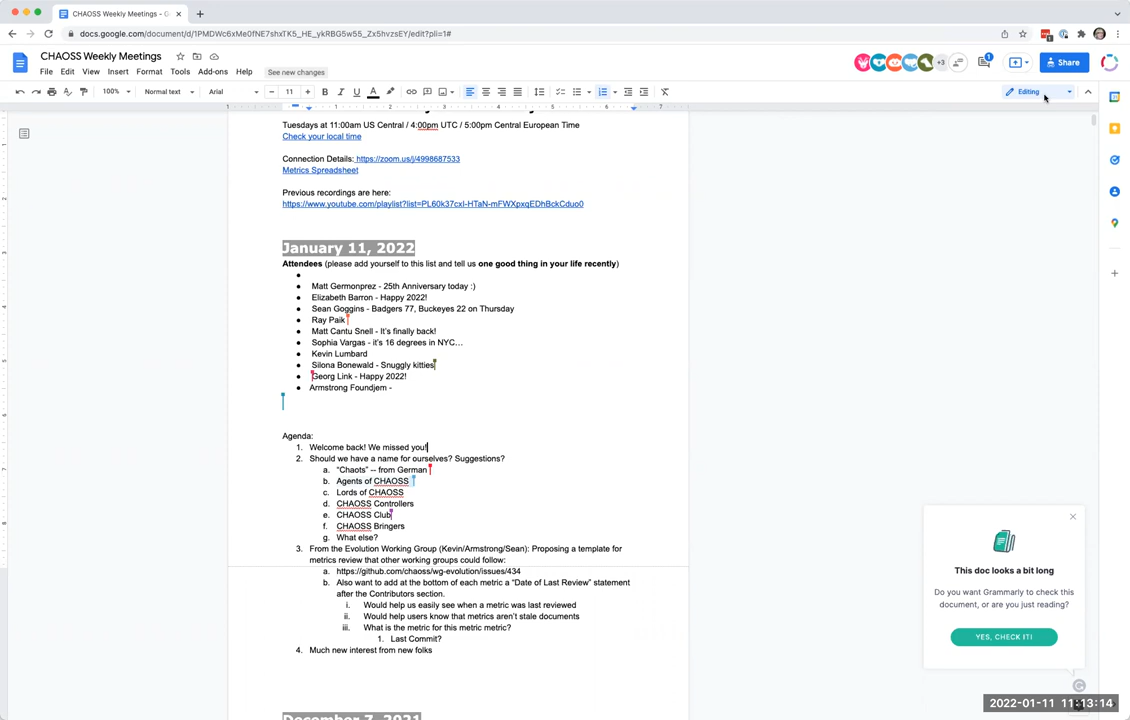 CHAOSS Weekly Meetings - G
docs.google.com/document/d/1PMDWc6xMe0fNE7shxTK5_HE_ykRBG5w55_Zx5hvzsEY/edit?pli=1#
CHAOSS Weekly Meetings
File Edit View Insert Format Tools Add-ons Help See new changes
+3
1
Share
100% Normal text Arial 11 Editing
Tuesdays at 11:00am US Central / 4:00pm UTC / 5:00pm Central European Time
Check your local time
Connection Details: https://zoom.us/j/4998687533
Metrics Spreadsheet
Previous recordings are here:
https://www.youtube.com/playlist?list=PL60k37cxI-HTaN-mFWXpxqEDhBckCduo0
January 11, 2022
Attendees (please add yourself to this list and tell us one good thing in your life recently)
Matt Germonprez - 25th Anniversary today :)
Elizabeth Barron - Happy 2022!
Sean Goggins - Badgers 77, Buckeyes 22 on Thursday
Ray Paik
Matt Cantu Snell - It's finally back!
Sophia Vargas - it's 16 degrees in NYC…
Kevin Lumbard
Silona Bonewald - Snuggly kitties
Georg Link - Happy 2022!
Armstrong Foundjem -
Agenda:
1. Welcome back! We missed you!
2. Should we have a name for ourselves? Suggestions?
a. "Chaots" -- from German
b. Agents of CHAOSS
c. Lords of CHAOSS
d. CHAOSS Controllers
e. CHAOSS Club
f. CHAOSS Bringers
g. What else?
3. From the Evolution Working Group (Kevin/Armstrong/Sean): Proposing a template for
metrics review that other working groups could follow:
a. https://github.com/chaoss/wg-evolution/issues/434
b. Also want to add at the bottom of each metric a "Date of Last Review" statement
after the Contributors section.
i. Would help us easily see when a metric was last reviewed
ii. Would help users know that metrics aren't stale documents
iii. What is the metric for this metric metric?
1. Last Commit?
4. Much new interest from new folks
December 7, 2021
This doc looks a bit long
Do you want Grammarly to check this
document, or are you just reading?
YES, CHECK IT!
2022-01-11 11:13:14